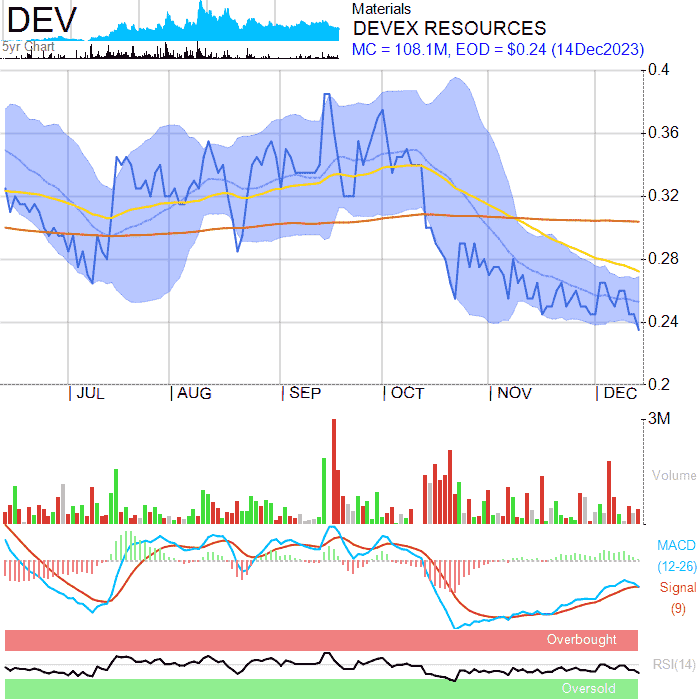 DEV
5yr Chart
Materials
DEVEX RESOURCES
MC = 108.1M, EOD = $0.24 (14Dec2023)
0.4
0.36
0.32
0.28
0.24
0.2
JUL AUG SEP OCT NOV DEC
3M
Volume
MACD
(12-26)
Signal
(9)
Overbought
RSI(14)
Oversold